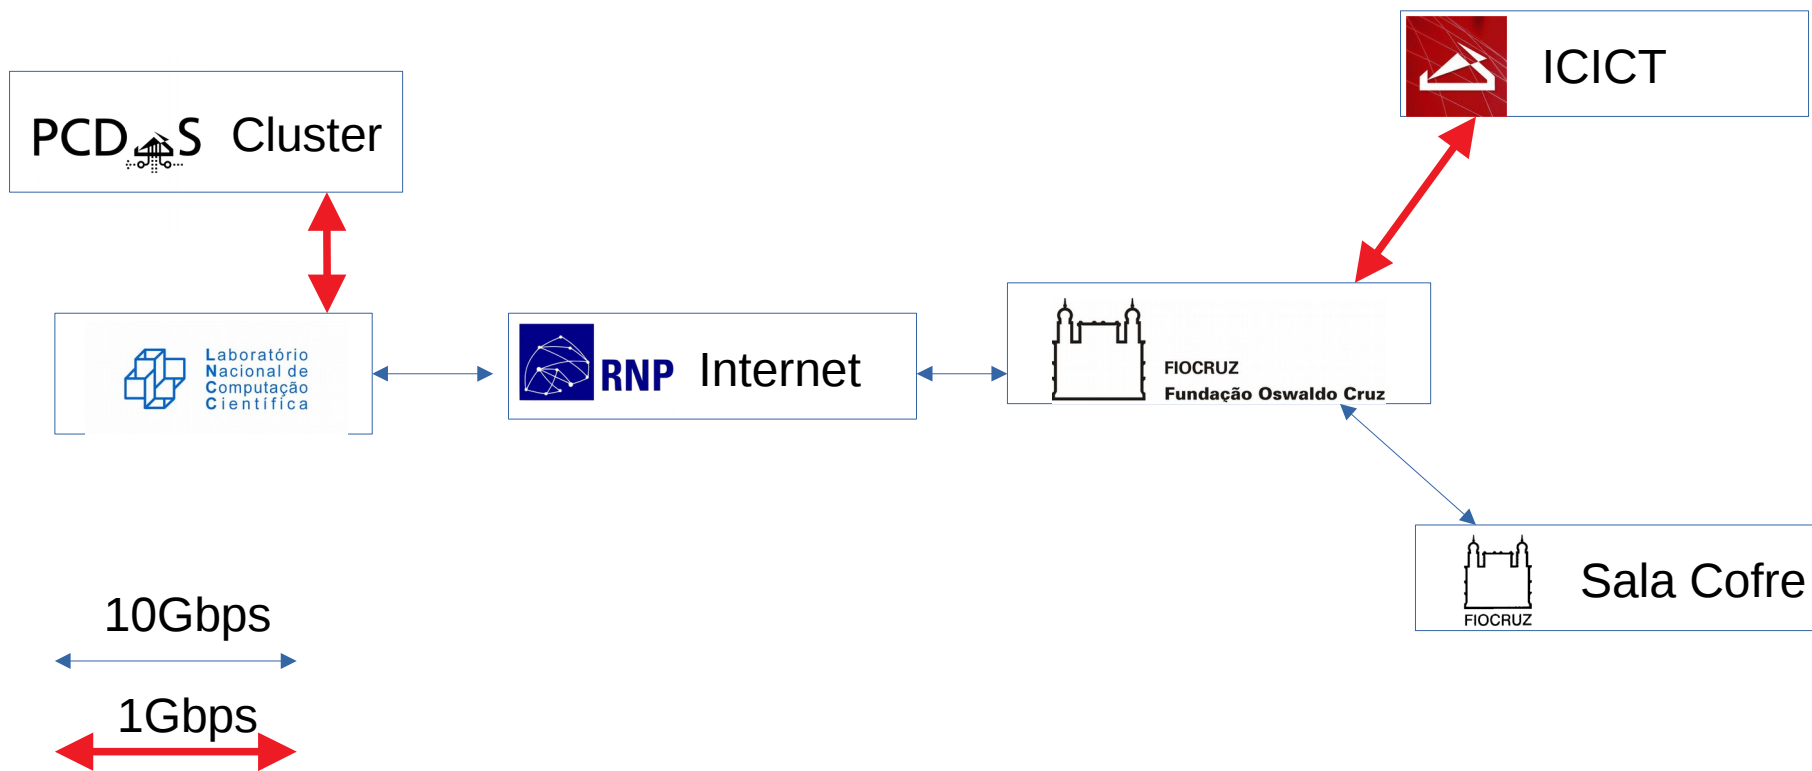 ICICT
PCDaS Cluster
Laboratório
Nacional de
Computação
Científica
RNP Internet
FIOCRUZ
Fundação Oswaldo Cruz
Sala Cofre
FIOCRUZ
10Gbps
1Gbps